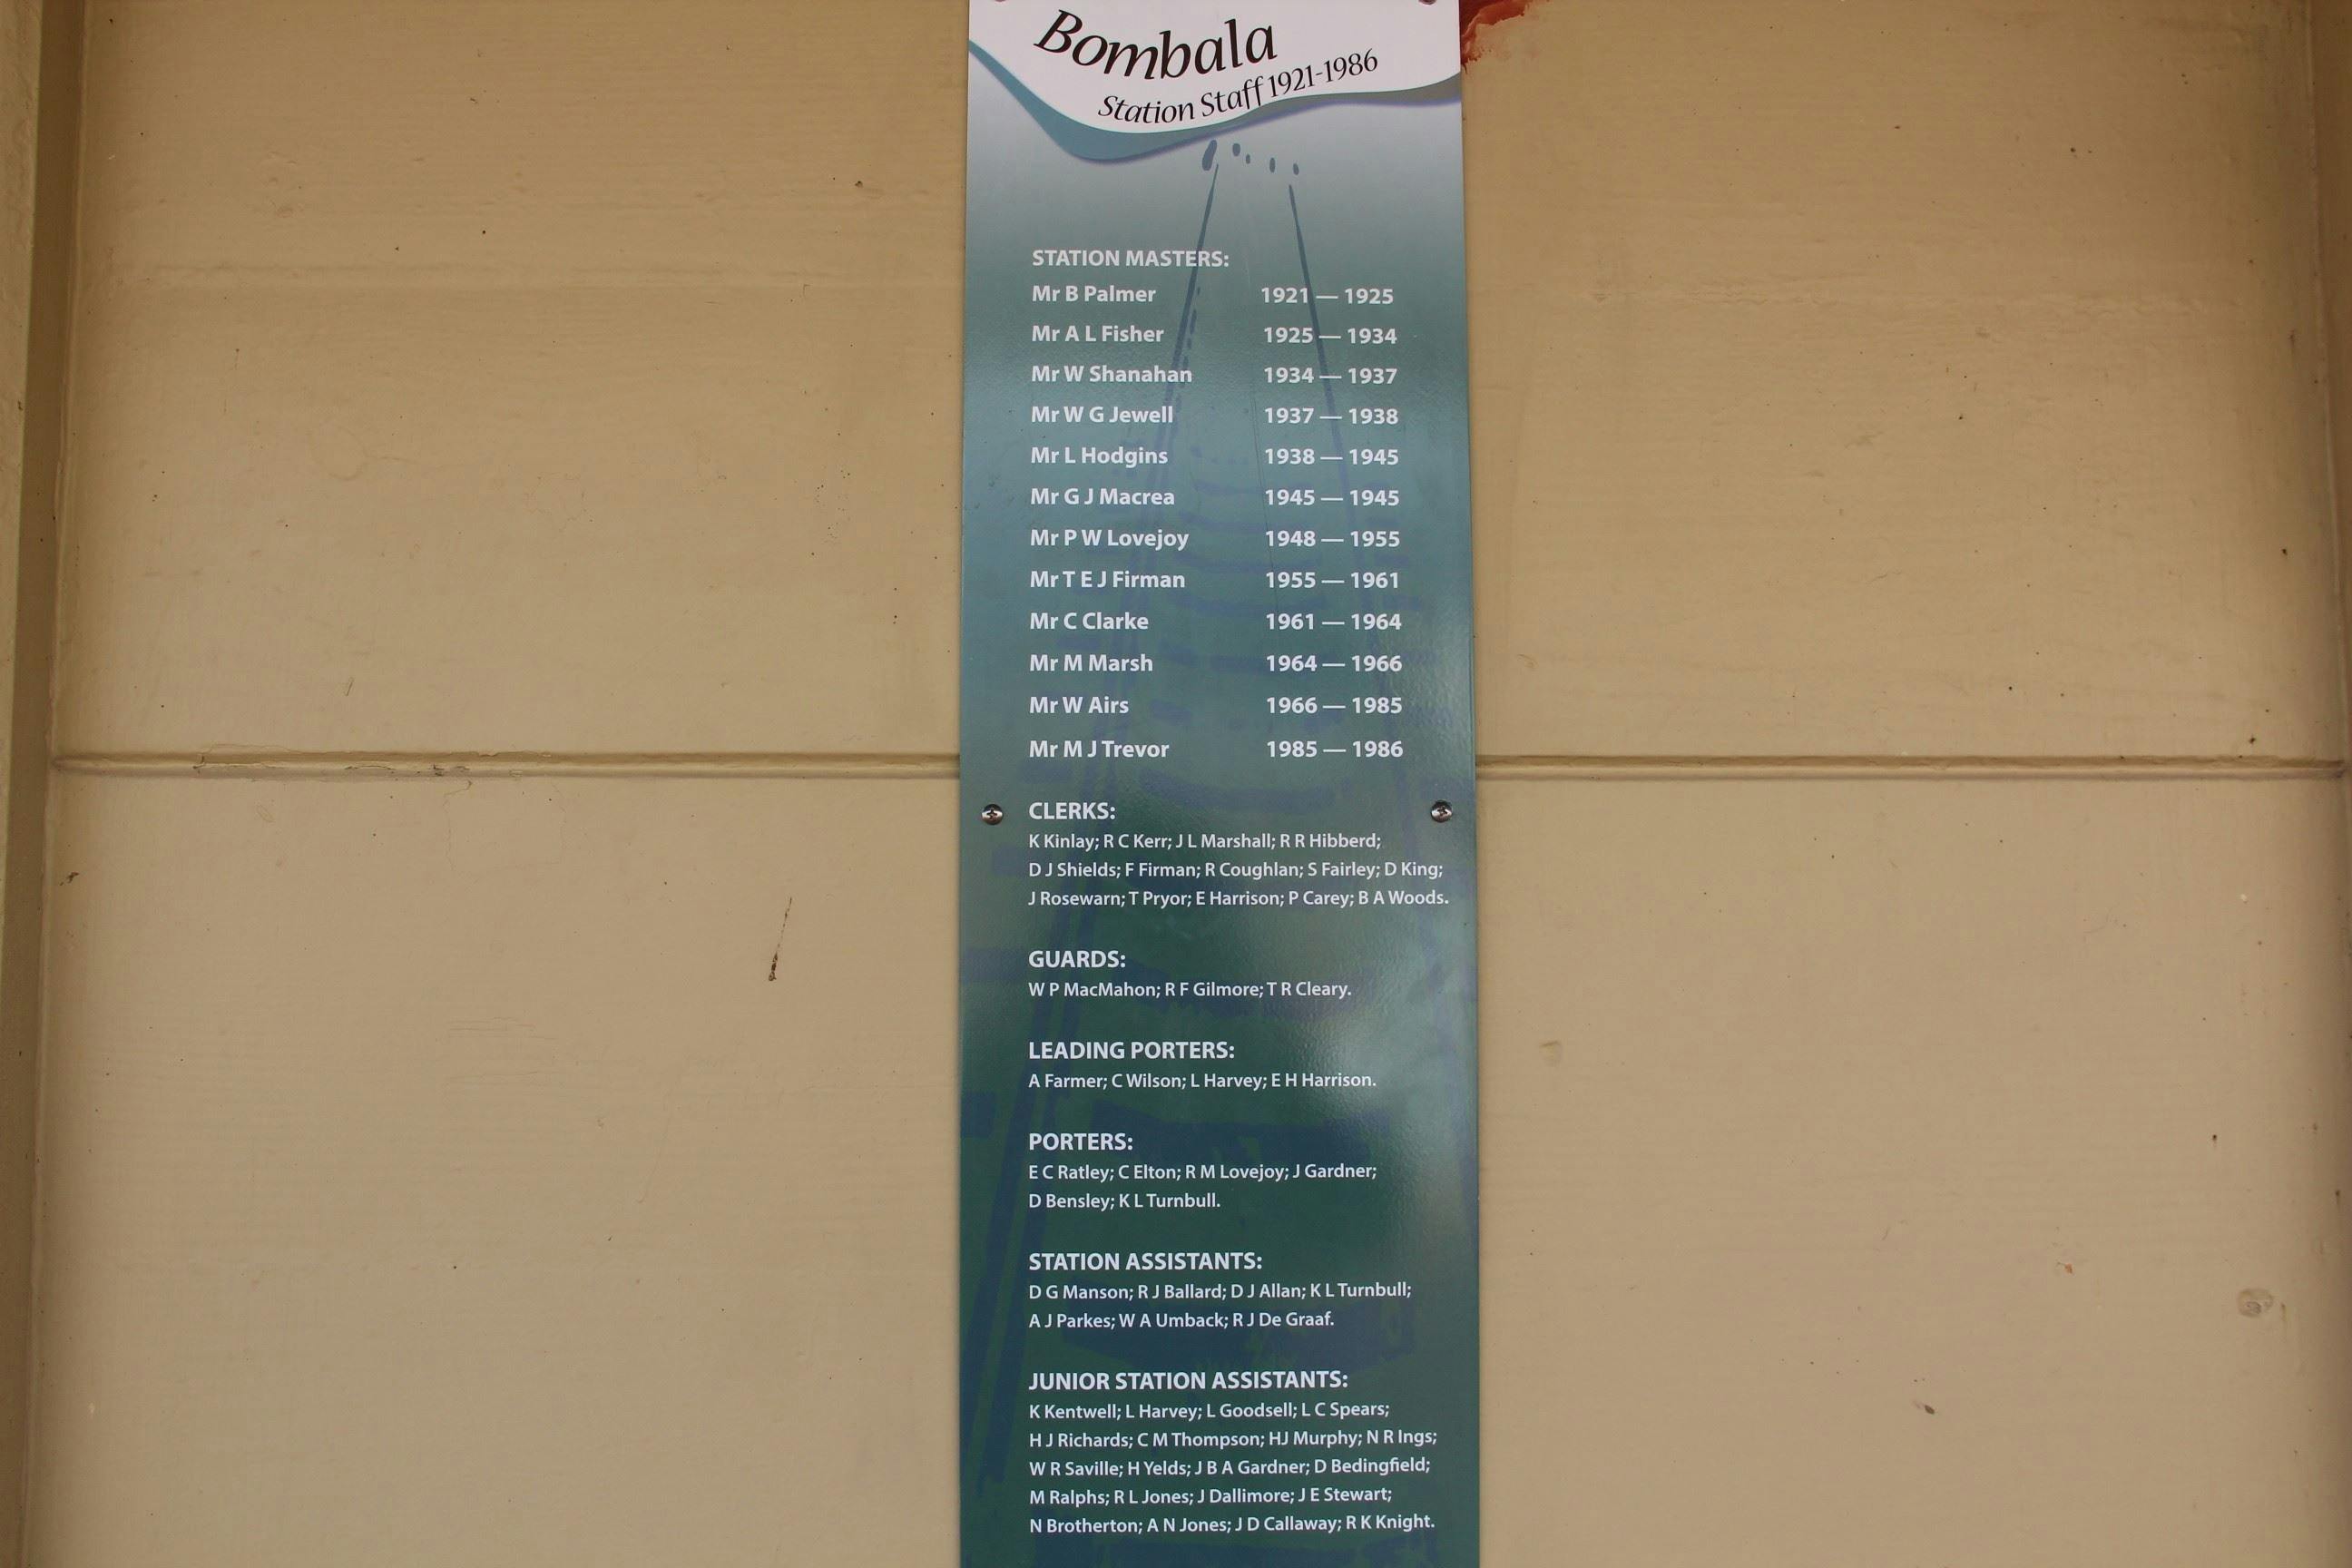 Bombala
Station Staff 1921-1986
STATION MASTERS:
Mr B Palmer 1921 — 1925
Mr A L Fisher 1925 — 1934
Mr W Shanahan 1934 — 1937
Mr W G Jewell 1937 — 1938
Mr L Hodgins 1938 — 1945
Mr G J Macrea 1945 — 1945
Mr P W Lovejoy 1948 — 1955
Mr T E J Firman 1955 — 1961
Mr C Clarke 1961 — 1964
Mr M Marsh 1964 — 1966
Mr W Airs 1966 — 1985
Mr M J Trevor 1985 — 1986
CLERKS:
K Kinlay; R C Kerr; J L Marshall; R R Hibberd;
D J Shields; F Firman; R Coughlan; S Fairley; D King;
J Rosewarn; T Pryor; E Harrison; P Carey; B A Woods.
GUARDS:
W P MacMahon; R F Gilmore; T R Cleary.
LEADING PORTERS:
A Farmer; C Wilson; L Harvey; E H Harrison.
PORTERS:
E C Ratley; C Elton; R M Lovejoy; J Gardner;
D Bensley; K L Turnbull.
STATION ASSISTANTS:
D G Manson; R J Ballard; D J Allan; K L Turnbull;
A J Parkes; W A Umback; R J De Graaf.
JUNIOR STATION ASSISTANTS:
K Kentwell; L Harvey; L Goodsell; L C Spears;
H J Richards; C M Thompson; HJ Murphy; N R Ings;
W R Saville; H Yelds; J B A Gardner; D Bedingfield;
M Ralphs; R L Jones; J Dallimore; J E Stewart;
N Brotherton; A N Jones; J D Callaway; R K Knight.